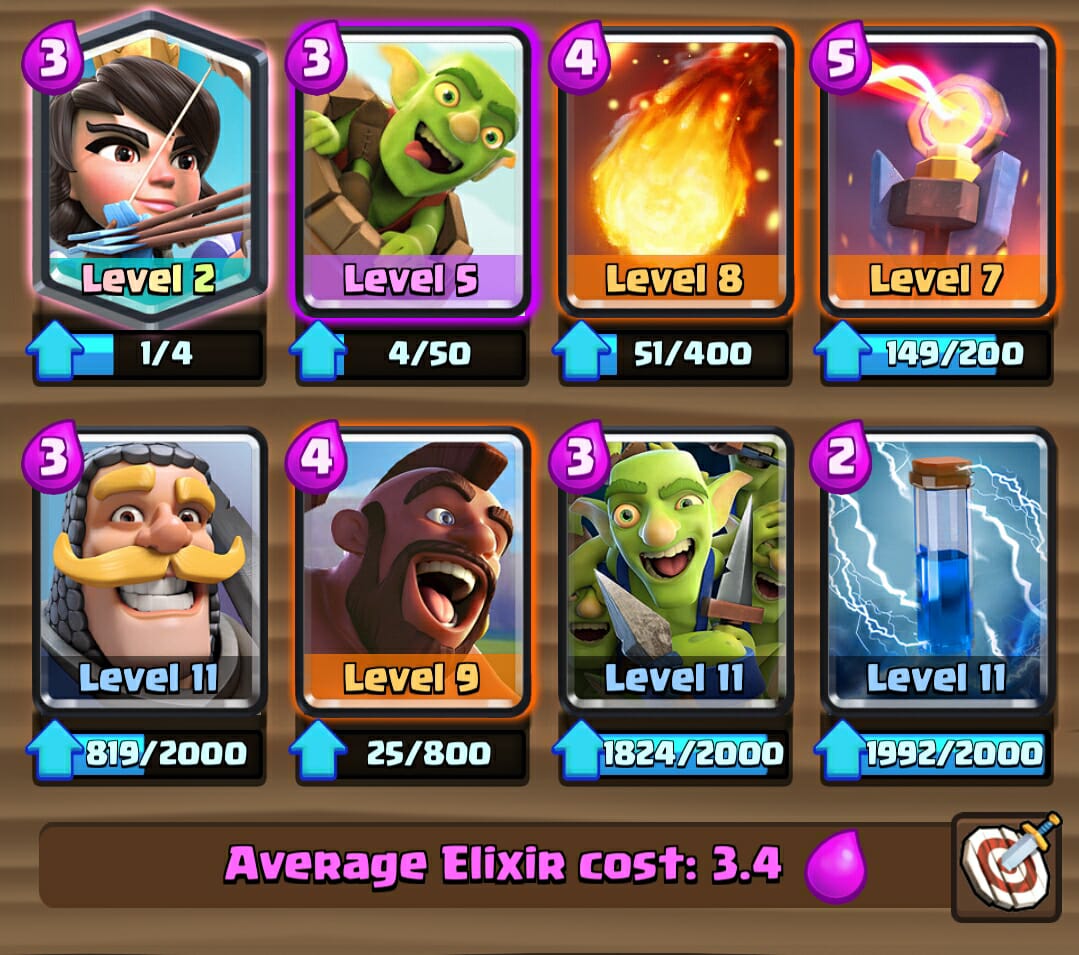 3 3 4 5
Level 2 Level 5 Level 8 Level 7
1/4 4/50 51/400 149/200
3 4 3 2
Level 11 Level 9 Level 11 Level 11
819/2000 25/800 1824/2000 1992/2000
Average Elixir cost: 3.4